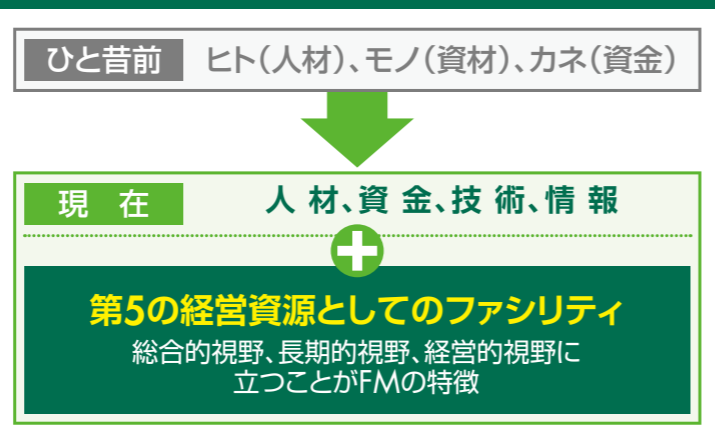 ひと昔前 ヒト(人材)、モノ(資材)、カネ(資金)
現 在 人 材、資 金、技 術、情 報
第5の経営資源としてのファシリティ
総合的視野、長期的視野、経営的視野に
立つことがFMの特徴